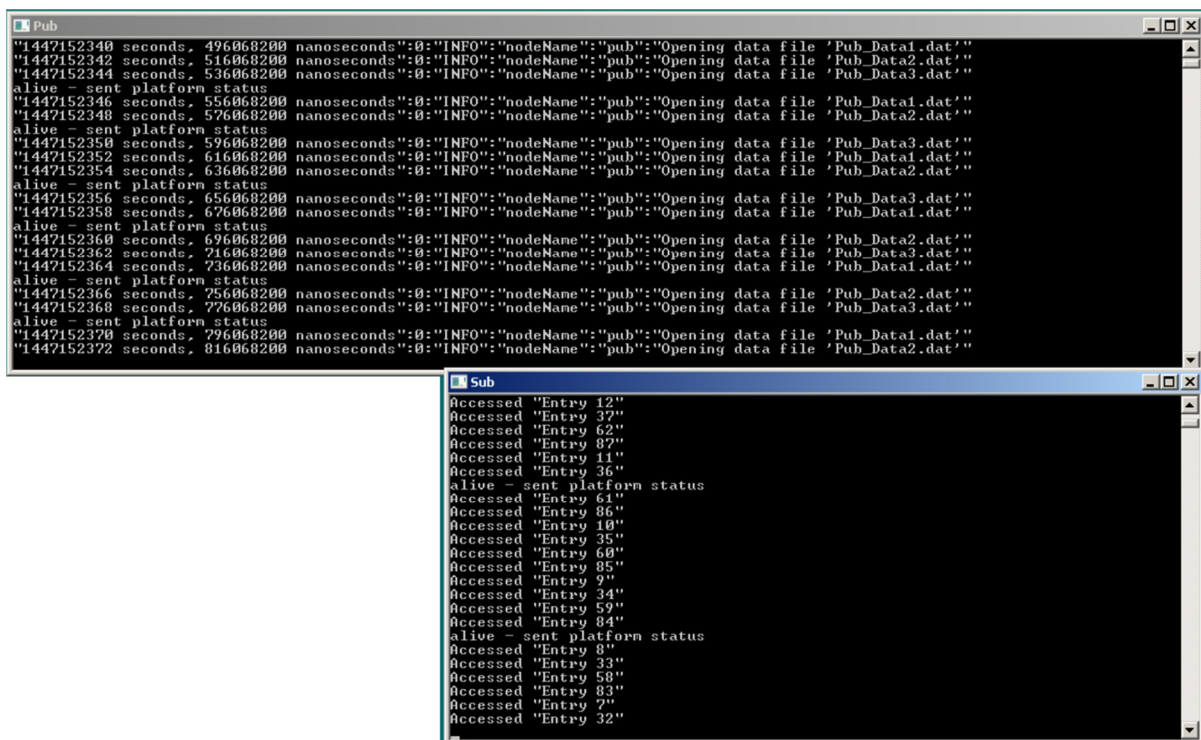 Pub
"1447152340 seconds, 496068200 nanoseconds":0:"INFO":"nodeName":"pub":"Opening data file 'Pub_Data1.dat'"
"1447152342 seconds, 516068200 nanoseconds":0:"INFO":"nodeName":"pub":"Opening data file 'Pub_Data2.dat'"
"1447152344 seconds, 536068200 nanoseconds":0:"INFO":"nodeName":"pub":"Opening data file 'Pub_Data3.dat'"
alive - sent platform status
"1447152346 seconds, 556068200 nanoseconds":0:"INFO":"nodeName":"pub":"Opening data file 'Pub_Data1.dat'"
"1447152348 seconds, 576068200 nanoseconds":0:"INFO":"nodeName":"pub":"Opening data file 'Pub_Data2.dat'"
alive - sent platform status
"1447152350 seconds, 596068200 nanoseconds":0:"INFO":"nodeName":"pub":"Opening data file 'Pub_Data3.dat'"
"1447152352 seconds, 616068200 nanoseconds":0:"INFO":"nodeName":"pub":"Opening data file 'Pub_Data1.dat'"
"1447152354 seconds, 636068200 nanoseconds":0:"INFO":"nodeName":"pub":"Opening data file 'Pub_Data2.dat'"
alive - sent platform status
"1447152356 seconds, 656068200 nanoseconds":0:"INFO":"nodeName":"pub":"Opening data file 'Pub_Data3.dat'"
"1447152358 seconds, 676068200 nanoseconds":0:"INFO":"nodeName":"pub":"Opening data file 'Pub_Data1.dat'"
alive - sent platform status
"1447152360 seconds, 696068200 nanoseconds":0:"INFO":"nodeName":"pub":"Opening data file 'Pub_Data2.dat'"
"1447152362 seconds, 716068200 nanoseconds":0:"INFO":"nodeName":"pub":"Opening data file 'Pub_Data3.dat'"
"1447152364 seconds, 736068200 nanoseconds":0:"INFO":"nodeName":"pub":"Opening data file 'Pub_Data1.dat'"
alive - sent platform status
"1447152366 seconds, 756068200 nanoseconds":0:"INFO":"nodeName":"pub":"Opening data file 'Pub_Data2.dat'"
"1447152368 seconds, 776068200 nanoseconds":0:"INFO":"nodeName":"pub":"Opening data file 'Pub_Data3.dat'"
alive - sent platform status
"1447152370 seconds, 796068200 nanoseconds":0:"INFO":"nodeName":"pub":"Opening data file 'Pub_Data1.dat'"
"1447152372 seconds, 816068200 nanoseconds":0:"INFO":"nodeName":"pub":"Opening data file 'Pub_Data2.dat'"
Sub
Accessed "Entry 12"
Accessed "Entry 37"
Accessed "Entry 62"
Accessed "Entry 87"
Accessed "Entry 11"
Accessed "Entry 36"
alive - sent platform status
Accessed "Entry 61"
Accessed "Entry 86"
Accessed "Entry 10"
Accessed "Entry 35"
Accessed "Entry 60"
Accessed "Entry 85"
Accessed "Entry 9"
Accessed "Entry 34"
Accessed "Entry 59"
Accessed "Entry 84"
alive - sent platform status
Accessed "Entry 8"
Accessed "Entry 33"
Accessed "Entry 58"
Accessed "Entry 83"
Accessed "Entry 7"
Accessed "Entry 32"